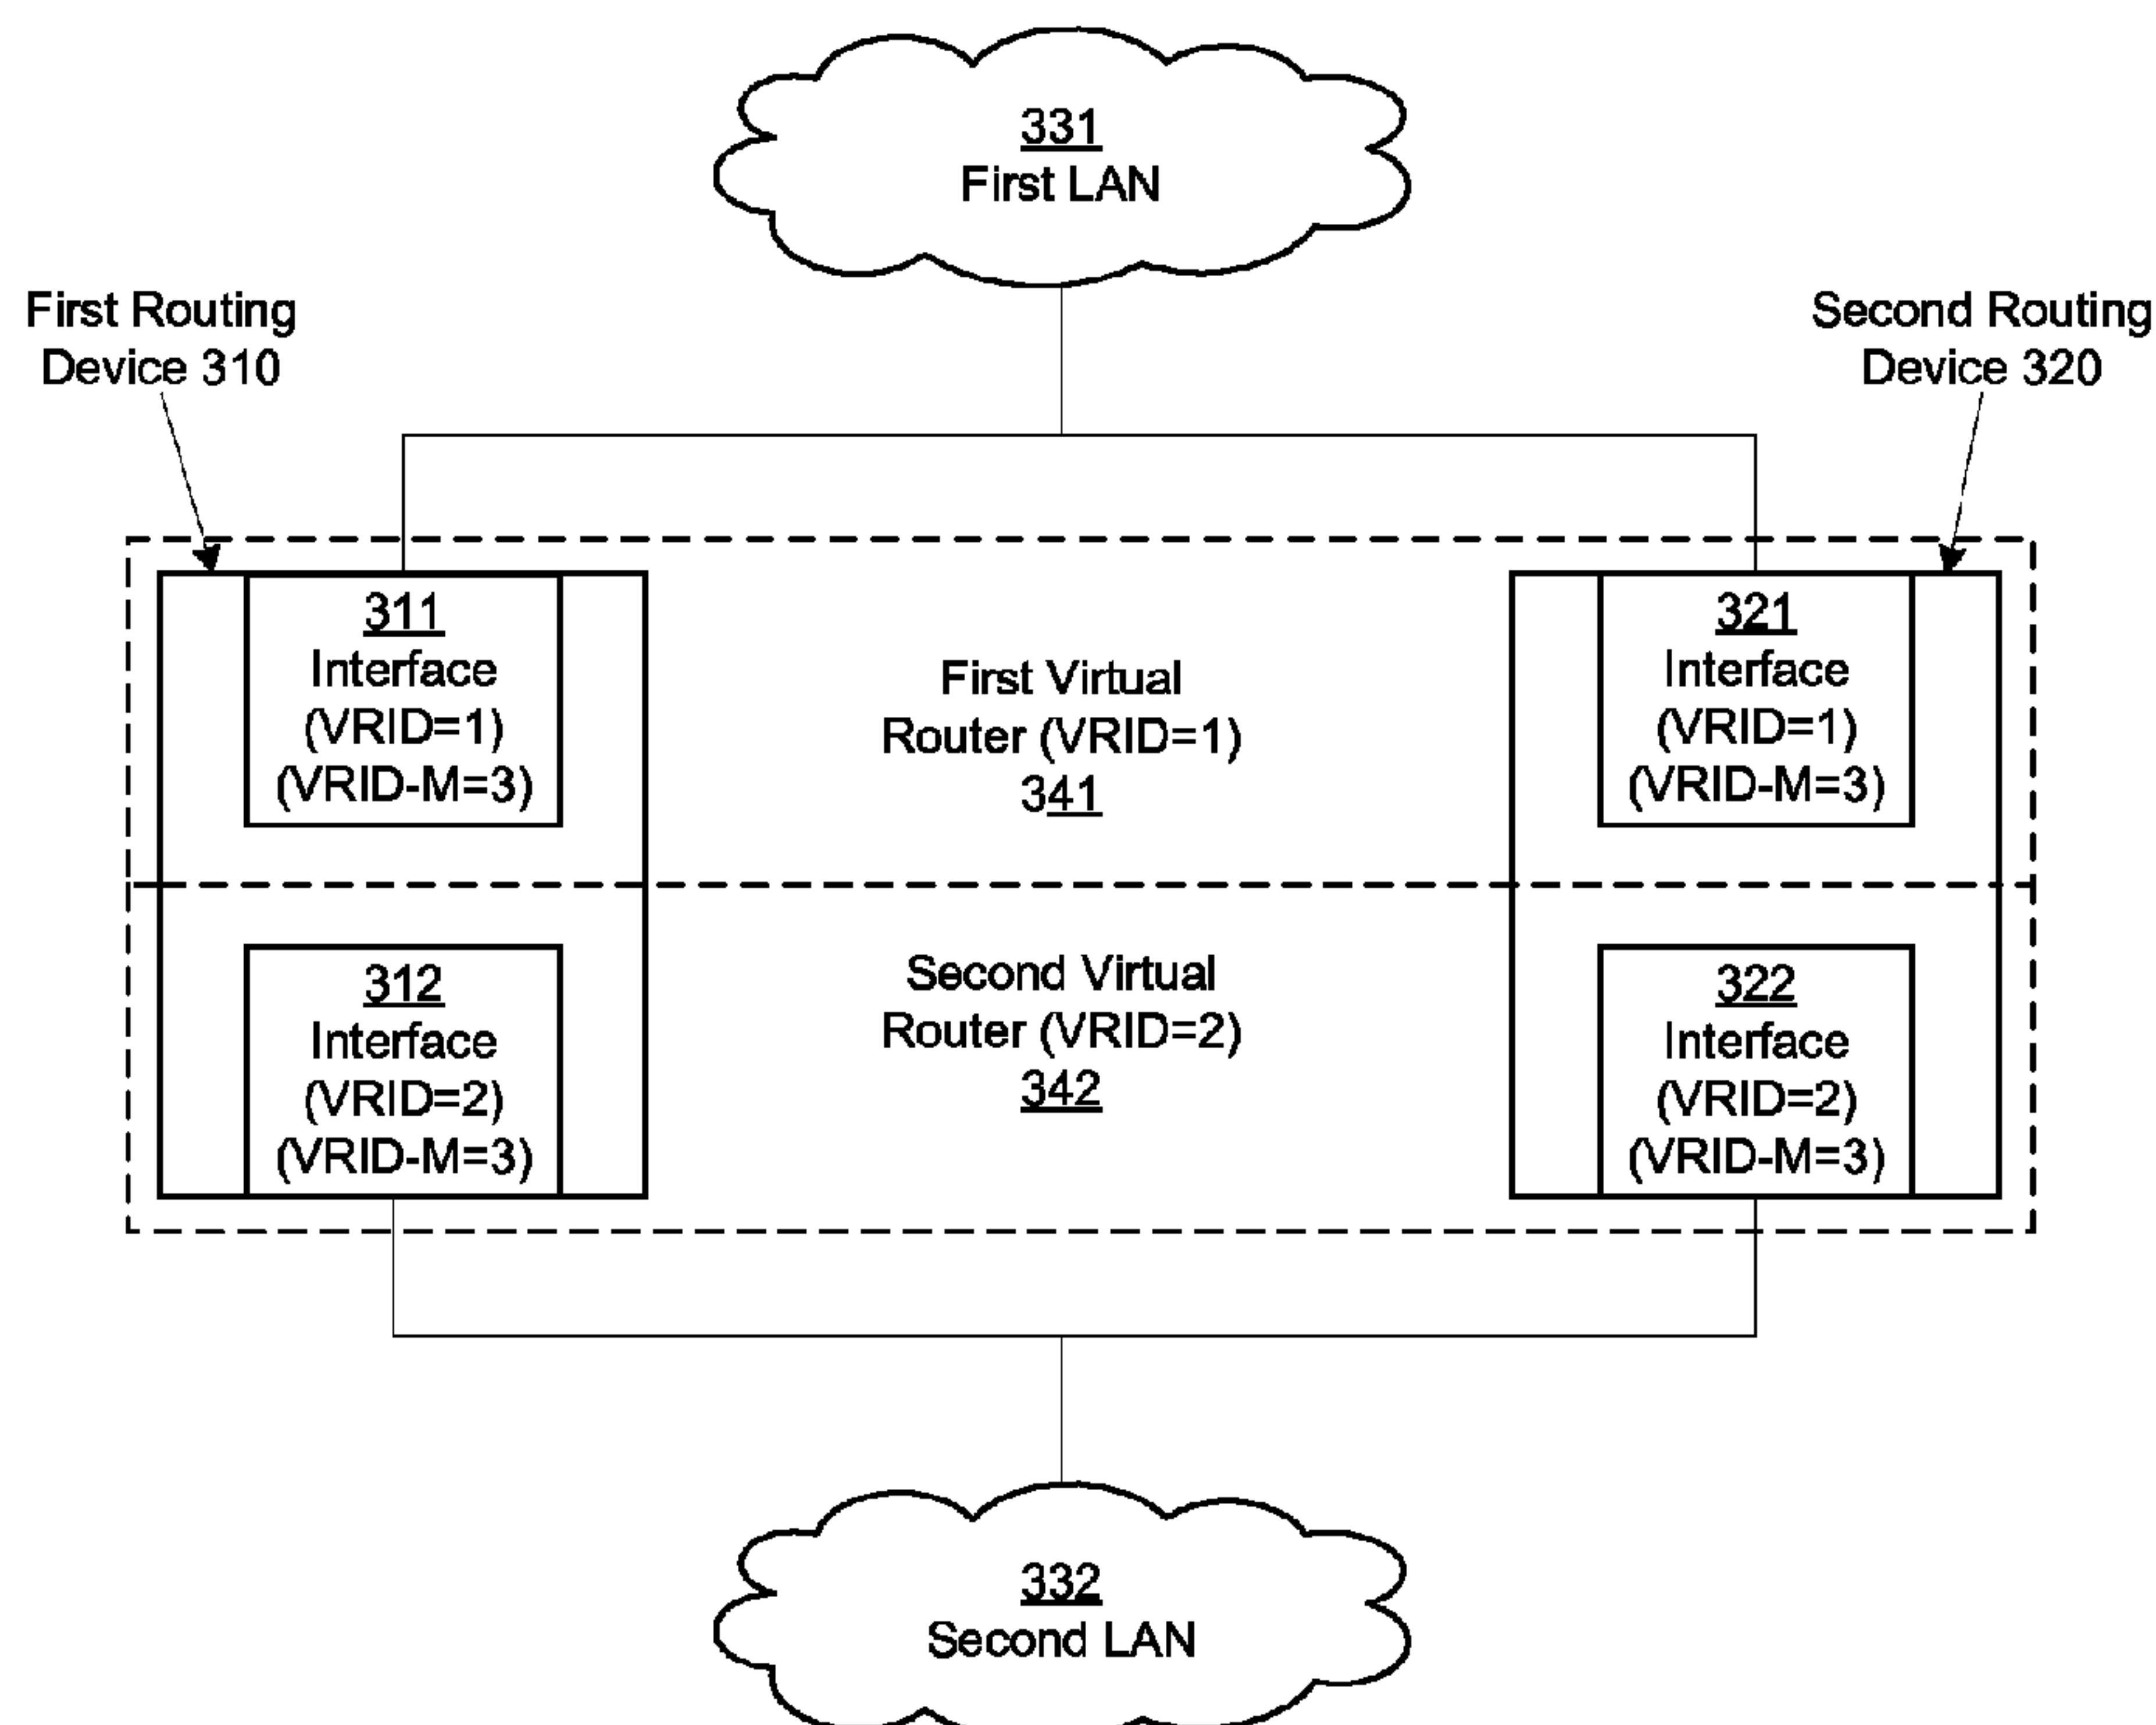 331
First LAN
First Routing
Device 310
Second Routing
Device 320
311
Interface
(VRID=1)
(VRID-M=3)
First Virtual
Router (VRID=1)
341
321
Interface
(VRID=1)
(VRID-M=3)
312
Interface
(VRID=2)
(VRID-M=3)
Second Virtual
Router (VRID=2)
342
322
Interface
(VRID=2)
(VRID-M=3)
332
Second LAN